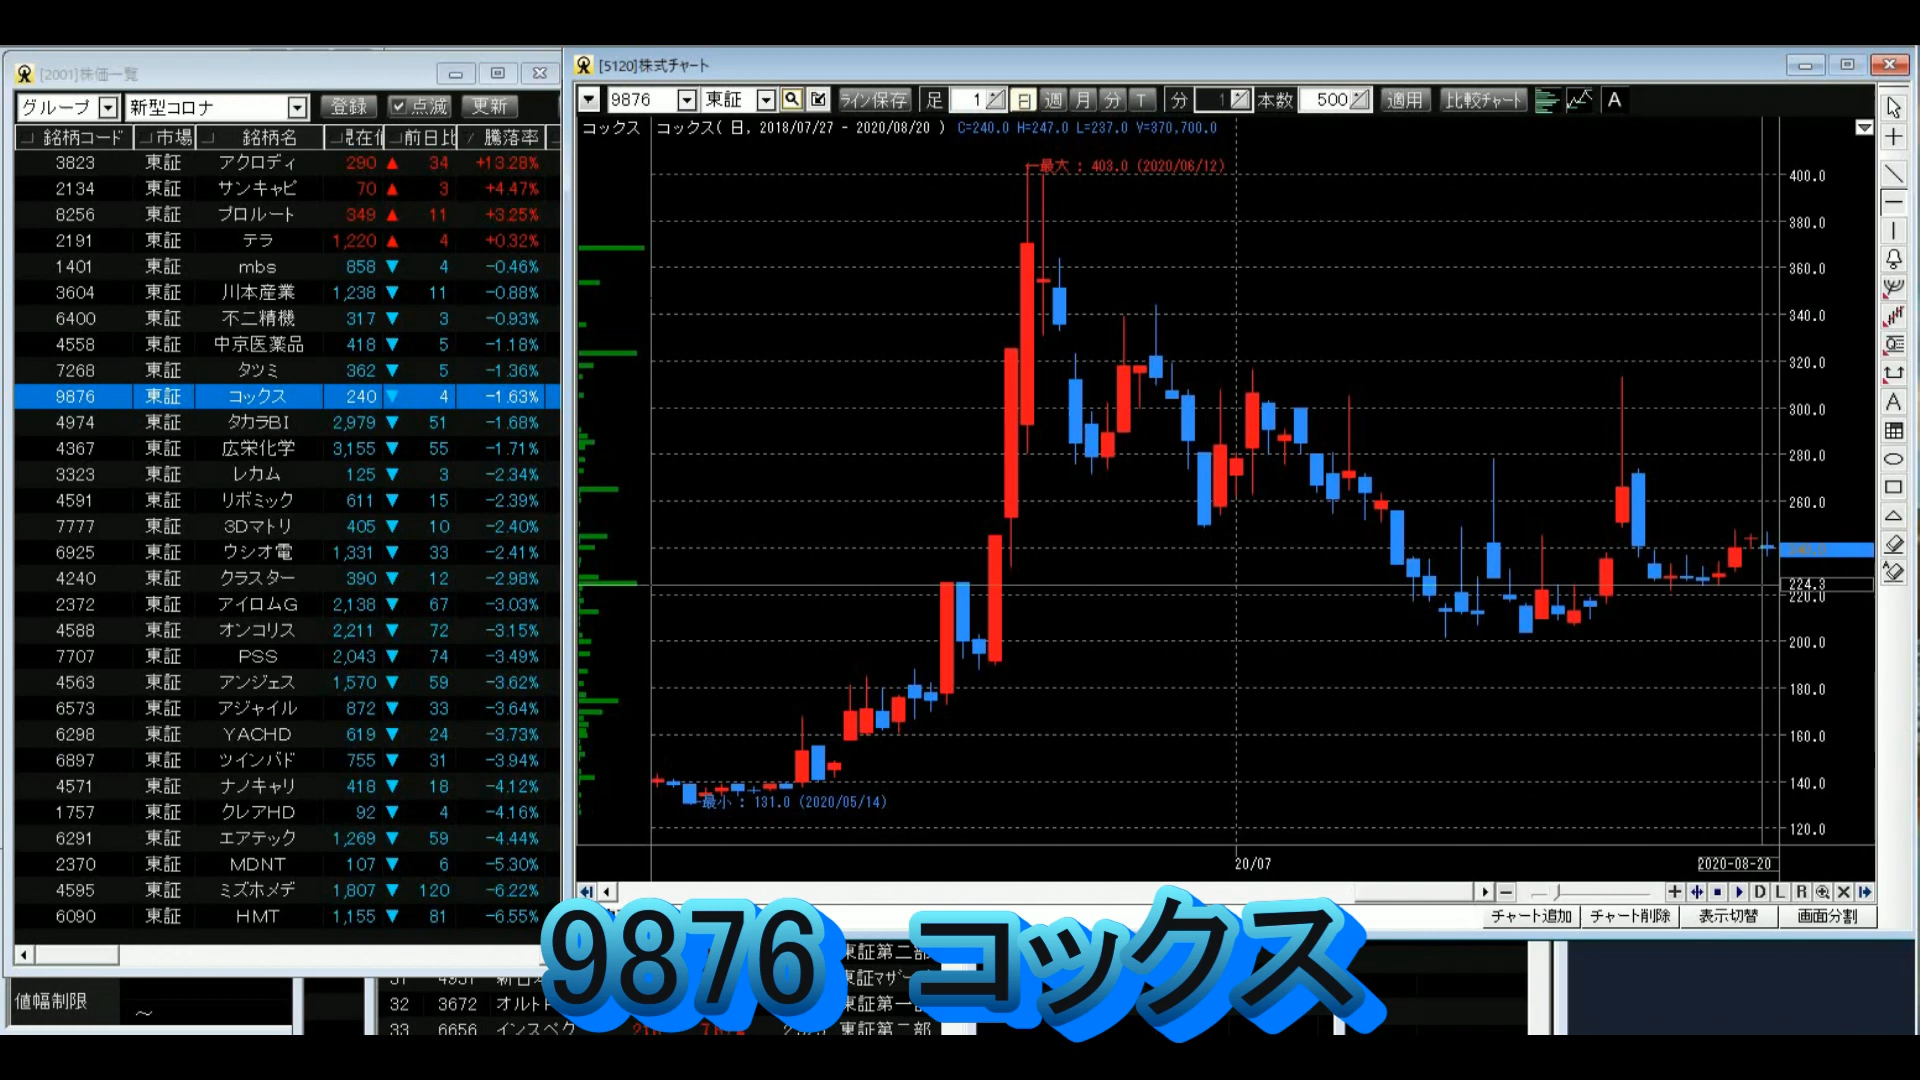 [2001]株価一覧
グループ 新型コロナ 登録 点滅 更新
銘柄コード 市場 銘柄名 現在値 前日比 騰落率
3823 東証 アクロディ 290 ▲ 34 +13.28%
2134 東証 サンキャピ 70 ▲ 3 +4.47%
8256 東証 プロルート 349 ▲ 11 +3.25%
2191 東証 テラ 1,220 ▲ 4 +0.32%
1401 東証 mbs 858 ▼ 4 -0.46%
3604 東証 川本産業 1,238 ▼ 11 -0.88%
6400 東証 不二精機 317 ▼ 3 -0.93%
4558 東証 中京医薬品 418 ▼ 5 -1.18%
7268 東証 タツミ 362 ▼ 5 -1.36%
9876 東証 コックス 240 ▼ 4 -1.63%
4974 東証 タカラBI 2,979 ▼ 51 -1.68%
4367 東証 広栄化学 3,155 ▼ 55 -1.71%
3323 東証 レカム 125 ▼ 3 -2.34%
4591 東証 リボミック 611 ▼ 15 -2.39%
7777 東証 3Dマトリ 405 ▼ 10 -2.40%
6925 東証 ウシオ電 1,331 ▼ 33 -2.41%
4240 東証 クラスター 390 ▼ 12 -2.98%
2372 東証 アイロムG 2,138 ▼ 67 -3.03%
4588 東証 オンコリス 2,211 ▼ 72 -3.15%
7707 東証 PSS 2,043 ▼ 74 -3.49%
4563 東証 アンジェス 1,570 ▼ 59 -3.62%
6573 東証 アジャイル 872 ▼ 33 -3.64%
6298 東証 YACHD 619 ▼ 24 -3.73%
6897 東証 ツインバド 755 ▼ 31 -3.94%
4571 東証 ナノキャリ 418 ▼ 18 -4.12%
1757 東証 クレアHD 92 ▼ 4 -4.16%
6291 東証 エアテック 1,269 ▼ 59 -4.44%
2370 東証 MDNT 107 ▼ 6 -5.30%
4595 東証 ミズホメデ 1,807 ▼ 120 -6.22%
6090 東証 HMT 1,155 ▼ 81 -6.55%
値幅制限 ～
[5120]株式チャート
9876 東証 ライン保存 足 1 日 週 月 分 T 分 1 本数 500 適用 比較チャート A
コックス コックス( 日, 2018/07/27 - 2020/08/20 ) C=240.0 H=247.0 L=237.0 V=370,700.0
最大 : 403.0 (2020/06/12)
400.0
380.0
360.0
340.0
320.0
300.0
280.0
260.0
224.3
220.0
200.0
180.0
160.0
140.0
最小 : 131.0 (2020/05/14)
120.0
20/07 2020-08-20
D L R
チャート追加 チャート削除 表示切替 画面分割
9876 コックス
東証第二部
東証マザー
32 3672 オルト 東証第一部
33 6656 インスペク 東証第二部